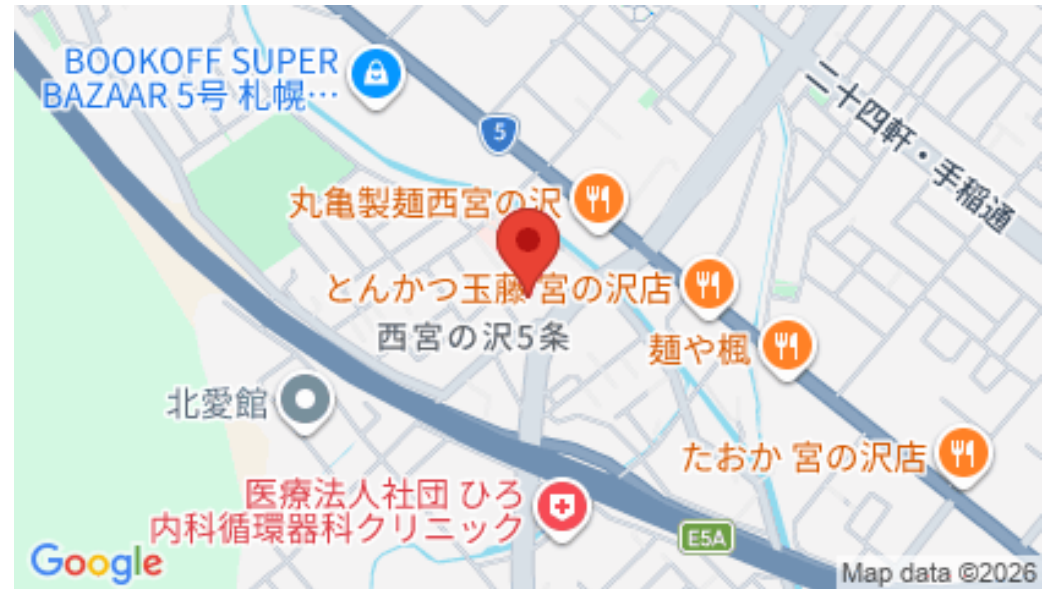 BOOKOFF SUPER
BAZAAR 5号 札幌…
5
二十四軒・手稲通
丸亀製麺西宮の沢
とんかつ玉藤 宮の沢店
西宮の沢5条
麺や楓
北愛館
たおか 宮の沢店
医療法人社団 ひろ
内科循環器科クリニック
E5A
Google
Map data ©2026